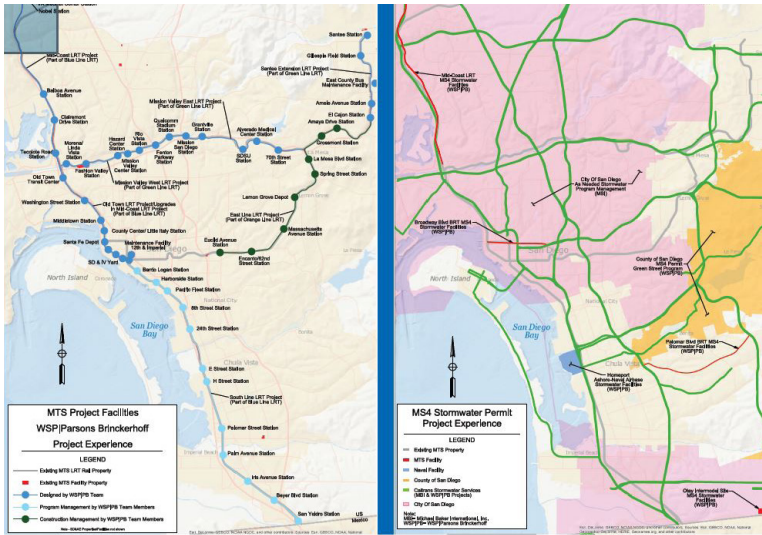 Nobel Station
Mid-Coast LRT Project
(Part of Blue Line LRT)
Balboa Avenue
Station
Clairemont
Drive Station
Tecolote Road
Station
Morena/
Linda
Vista
Station
Fashion Valley
Station
Hazard
Center
Station
Mission
Valley
Center Station
Rio
Vista
Station
Fenton
Parkway
Station
Qualcomm
Stadium
Station
Mission
San Diego
Station
Grantville
Station
Mission Valley East LRT Project
(Part of Green Line LRT)
SDSU
Station
Alvarado Medical
Center Station
70th Street
Station
Santee Station
Gillespie Field Station
Santee Extension LRT Project
(Part of Green Line LRT)
East County Bus
Maintenance Facility
Arnele Avenue
Station
El Cajon Station
Amaya Drive Station
Grossmont Station
La Mesa Blvd Station
Spring Street Station
Lemon Grove Depot
East Line LRT Project
(Part of Orange Line LRT)
Massachusetts
Avenue Station
Euclid Avenue
Station
Encanto/62nd
Street Station
Mission Valley West LRT Project
(Part of Green Line LRT)
Old Town
Transit Center
Old Town LRT Project/Upgrades
in Mid-Coast LRT Project
(Part of Blue Line LRT)
Washington Street Station
Middletown Station
County Center/Little Italy Station
Santa Fe Depot
Maintenance Facility
12th & Imperial
SD & IV Yard
Barrio Logan Station
Harborside Station
Pacific Fleet Station
8th Street Station
24th Street Station
E Street Station
H Street Station
South Line LRT Project
(Part of Blue Line LRT)
Palomar Street Station
Palm Avenue Station
Iris Avenue Station
Beyer Blvd Station
San Ysidro Station
North Island
Coronado
San Diego
Bay
National City
Bonita
Chula Vista
Imperial Beach
US
MTS Project Facilities
WSP|Parsons Brinckerhoff
Project Experience
LEGEND
Existing MTS LRT Rail Property
Existing MTS Facility Property
Designed by WSP|PB Team
Program Management by WSP|PB Team Members
Construction Management by WSP|PB Team Members
Mid-Coast LRT
MS4 Stormwater
Facilities
(WSP|PB)
City Of San Diego
As Needed Stormwater
Program Management
(MBI)
Broadway Blvd BRT MS4
Stormwater Facilities
(WSP|PB)
San Diego
County of San Diego
MS4 Permit
Green Street Program
(WSP|PB)
North Island
San Diego
Bay
National City
Palomar Blvd BRT MS4
Stormwater Facilities
(WSP|PB)
Chula Vista
Homeport
Ashore-Naval Airbase
Stormwater Facilities
(WSP|PB)
Imperial Beach
Otay Intermodal Site
MS4 Stormwater
Facilities
(WSP|PB)
MS4 Stormwater Permit
Project Experience
LEGEND
Existing MTS Property
MTS Facility
Naval Facility
County of San Diego
Caltrans Stormwater Services
(MBI & WSP|PB Projects)
City Of San Diego
Note:
MBI= Michael Baker International, Inc.,
WSP|PB= WSP|Parsons Brinkerhoff